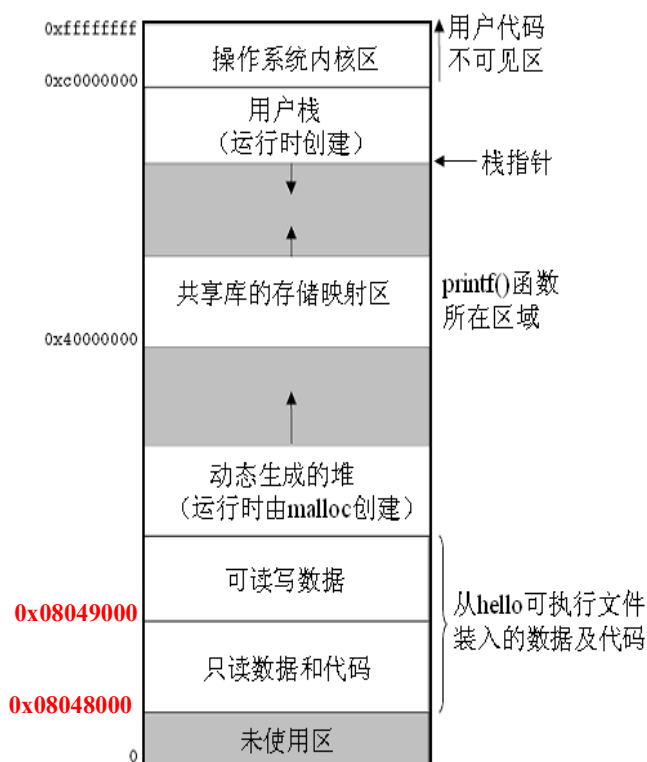 0xffffffff
用户代码
不可见区
操作系统内核区
0xc0000000
用户栈
（运行时创建）
栈指针
共享库的存储映射区
printf()函数
所在区域
0x40000000
动态生成的堆
（运行时由malloc创建）
可读写数据
从hello可执行文件
装入的数据及代码
0x08049000
只读数据和代码
0x08048000
未使用区
0